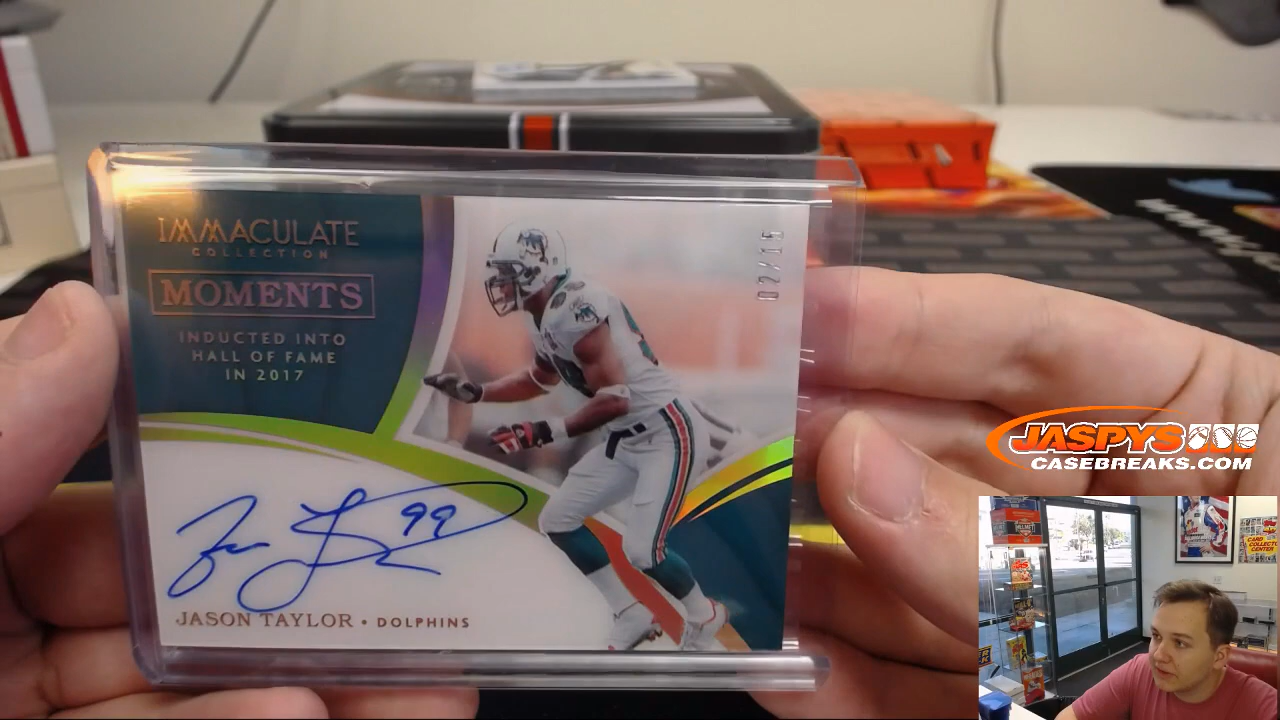 IMMACULATE
COLLECTION
MOMENTS
INDUCTED INTO
HALL OF FAME
IN 2017
02/15
99
JASON TAYLOR • DOLPHINS
www.
JASPYS
CASEBREAKS.COM